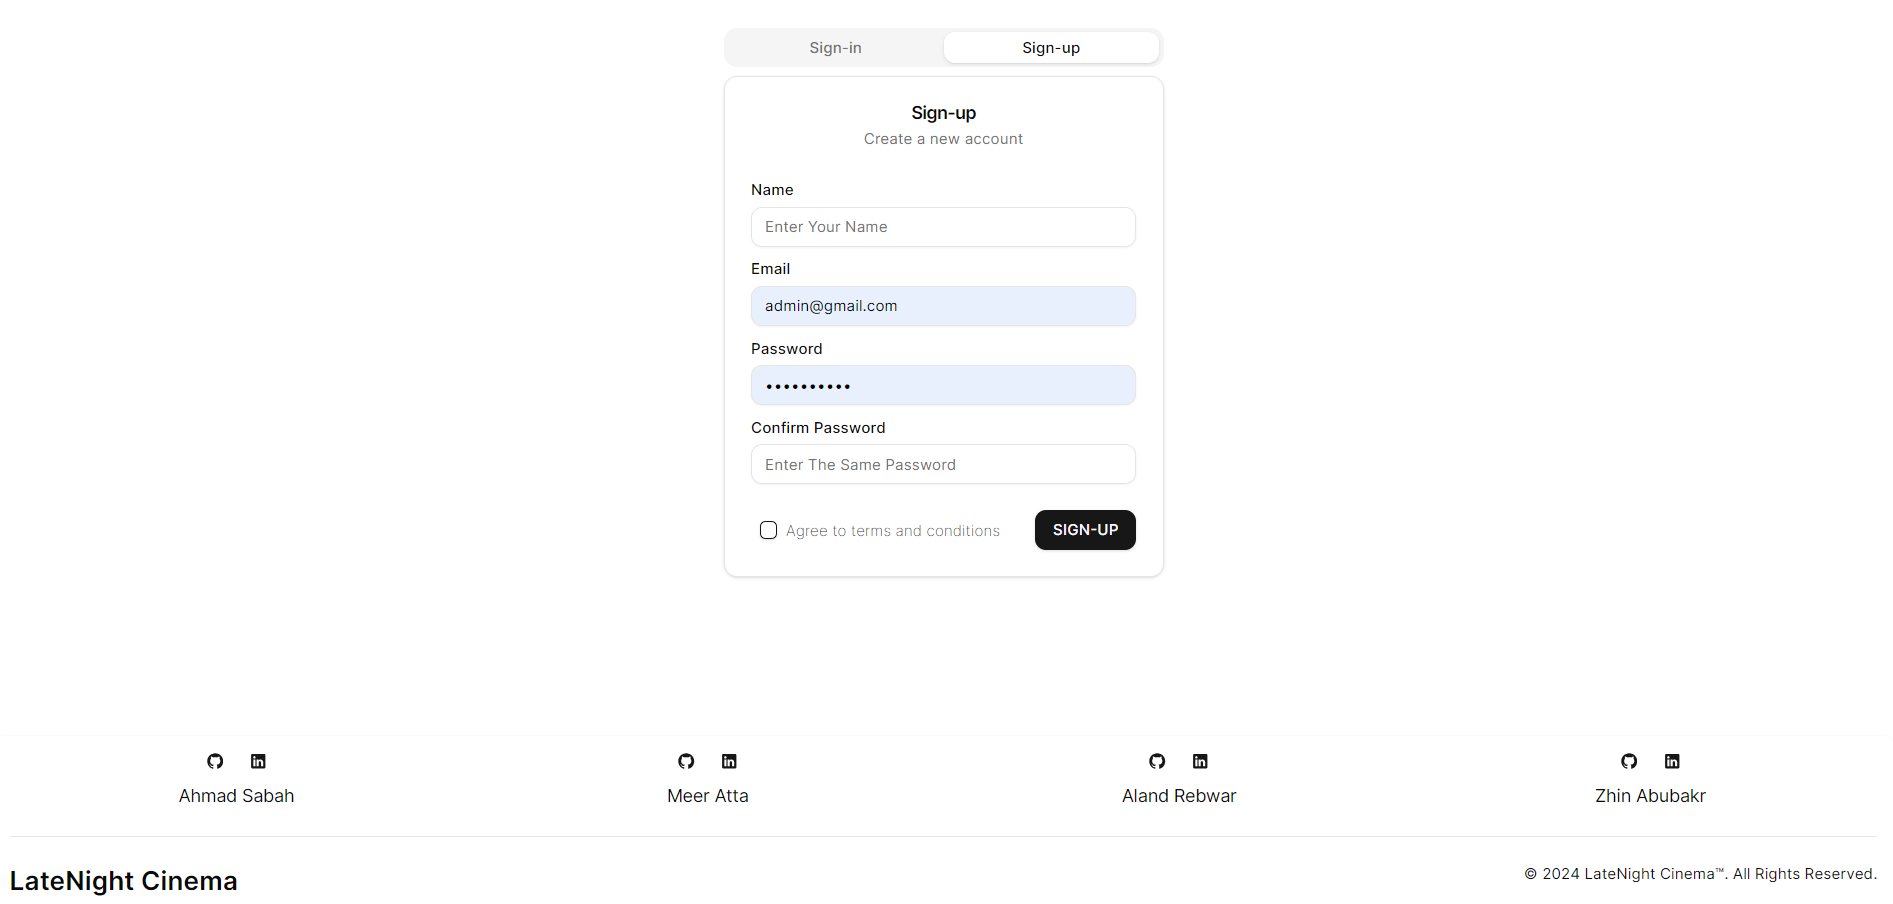 Sign-in
Sign-up
Sign-up
Create a new account
Name
Enter Your Name
Email
admin@gmail.com
Password
••••••••••
Confirm Password
Enter The Same Password
Agree to terms and conditions
SIGN-UP
Ahmad Sabah
Meer Atta
Aland Rebwar
Zhin Abubakr
LateNight Cinema
© 2024 LateNight Cinema™. All Rights Reserved.